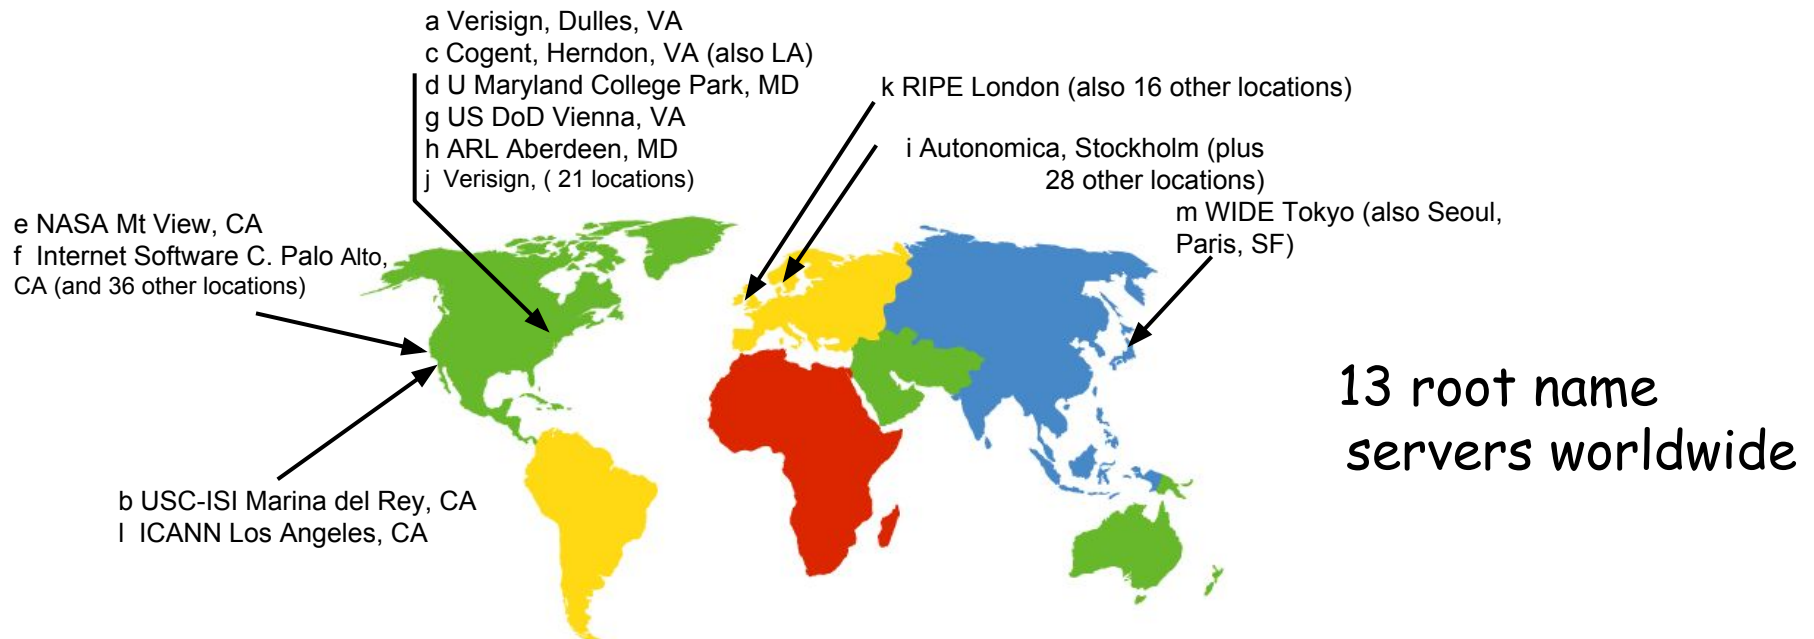 a Verisign, Dulles, VA
c Cogent, Herndon, VA (also LA)
d U Maryland College Park, MD
g US DoD Vienna, VA
h ARL Aberdeen, MD
j Verisign, ( 21 locations)
k RIPE London (also 16 other locations)
i Autonomica, Stockholm (plus
28 other locations)
m WIDE Tokyo (also Seoul,
Paris, SF)
e NASA Mt View, CA
f Internet Software C. Palo Alto,
CA (and 36 other locations)
13 root name
servers worldwide
b USC-ISI Marina del Rey, CA
l ICANN Los Angeles, CA